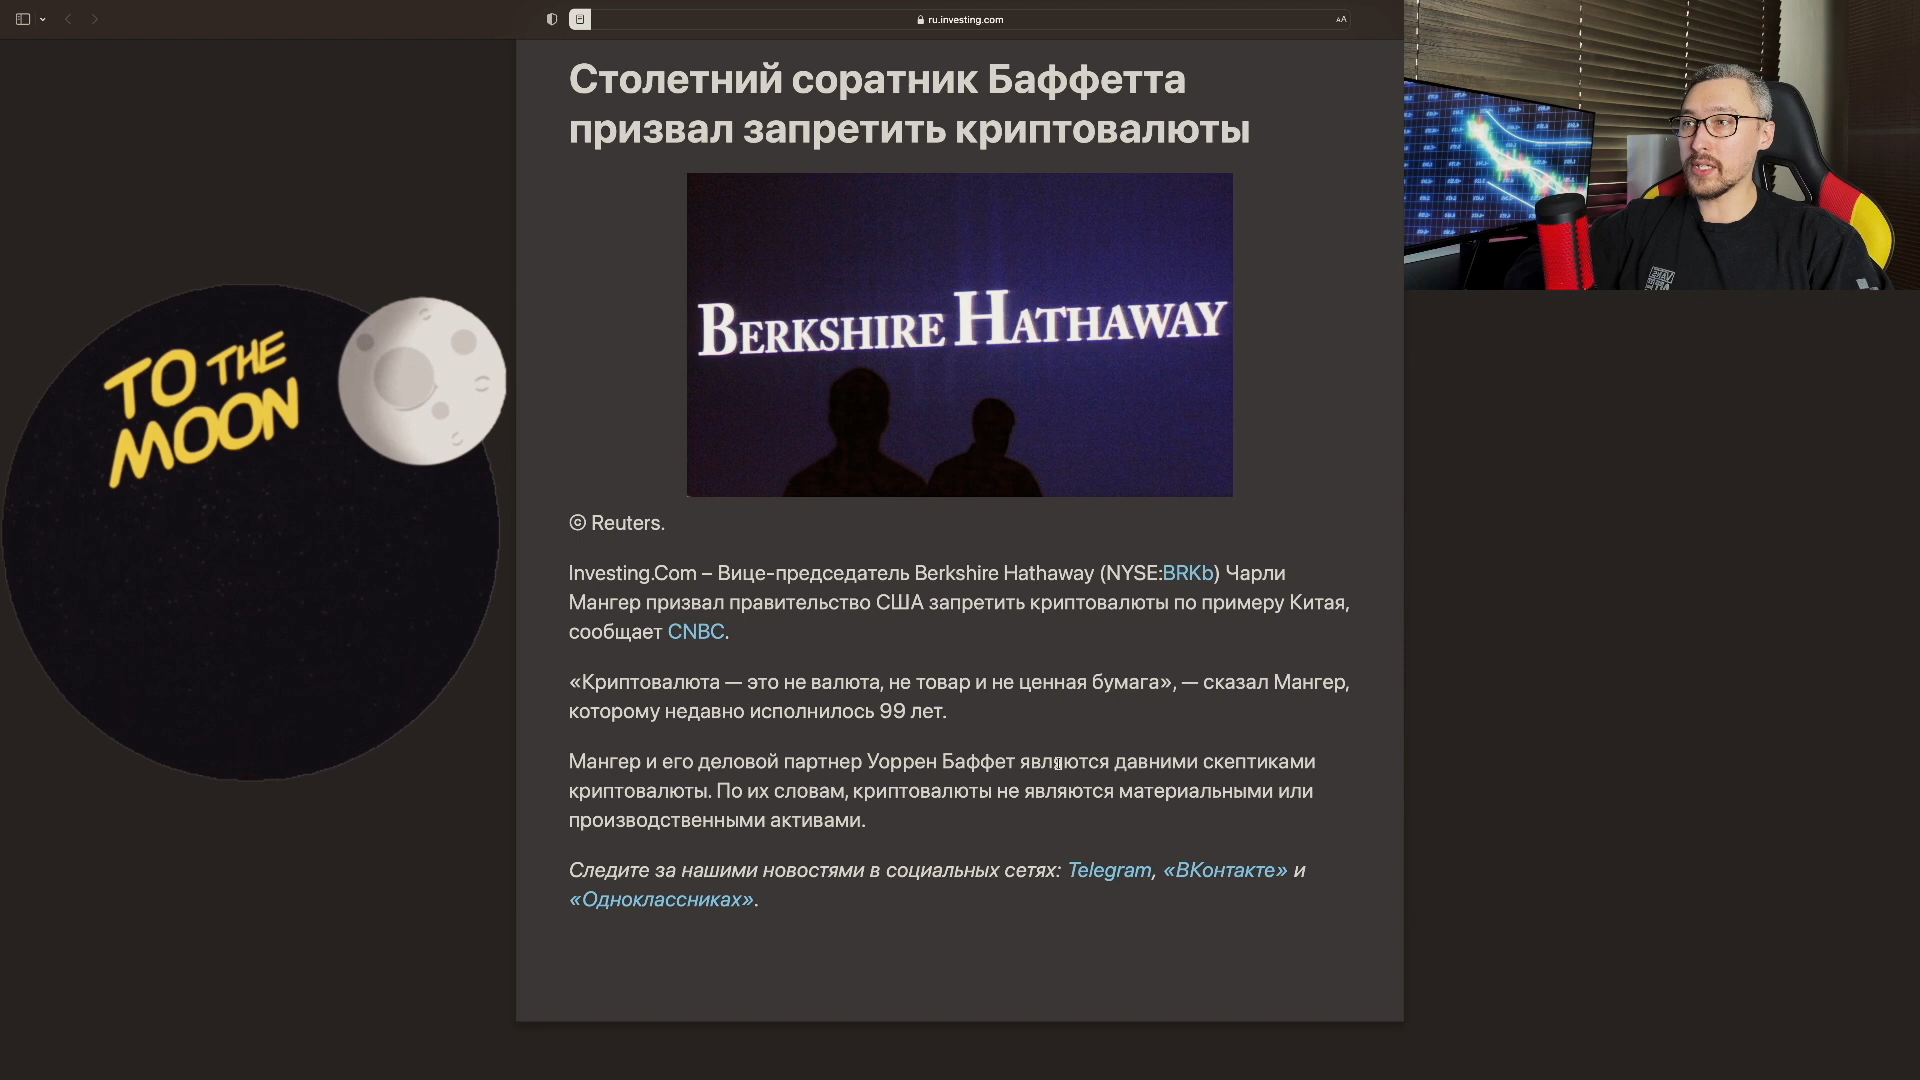 ru.investing.com
AA
Столетний соратник Баффетта
призвал запретить криптовалюты
BERKSHIRE HATHAWAY
TO THE
MOON
© Reuters.
Investing.Com – Вице-председатель Berkshire Hathaway (NYSE:BRKb) Чарли
Мангер призвал правительство США запретить криптовалюты по примеру Китая,
сообщает CNBC.
«Криптовалюта — это не валюта, не товар и не ценная бумага», — сказал Мангер,
которому недавно исполнилось 99 лет.
Мангер и его деловой партнер Уоррен Баффет являются давними скептиками
криптовалюты. По их словам, криптовалюты не являются материальными или
производственными активами.
Следите за нашими новостями в социальных сетях: Telegram, «ВКонтакте» и
«Одноклассниках».